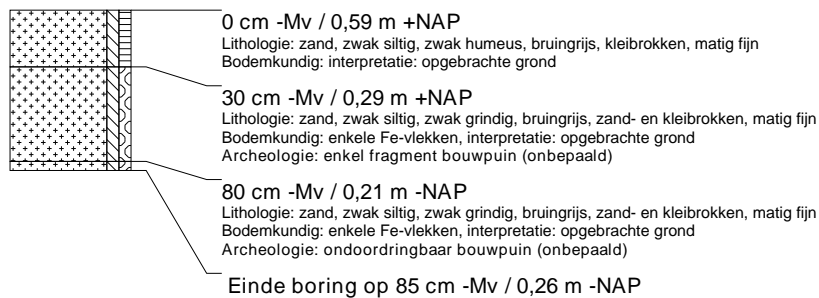 0 cm -Mv / 0,59 m +NAP
Lithologie: zand, zwak siltig, zwak humeus, bruingrijs, kleibrokken, matig fijn
Bodemkundig: interpretatie: opgebrachte grond
30 cm -Mv / 0,29 m +NAP
Lithologie: zand, zwak siltig, zwak grindig, bruingrijs, zand- en kleibrokken, matig fijn
Bodemkundig: enkele Fe-vlekken, interpretatie: opgebrachte grond
Archeologie: enkel fragment bouwpuin (onbepaald)
80 cm -Mv / 0,21 m -NAP
Lithologie: zand, zwak siltig, zwak grindig, bruingrijs, zand- en kleibrokken, matig fijn
Bodemkundig: enkele Fe-vlekken, interpretatie: opgebrachte grond
Archeologie: ondoordringbaar bouwpuin (onbepaald)
Einde boring op 85 cm -Mv / 0,26 m -NAP